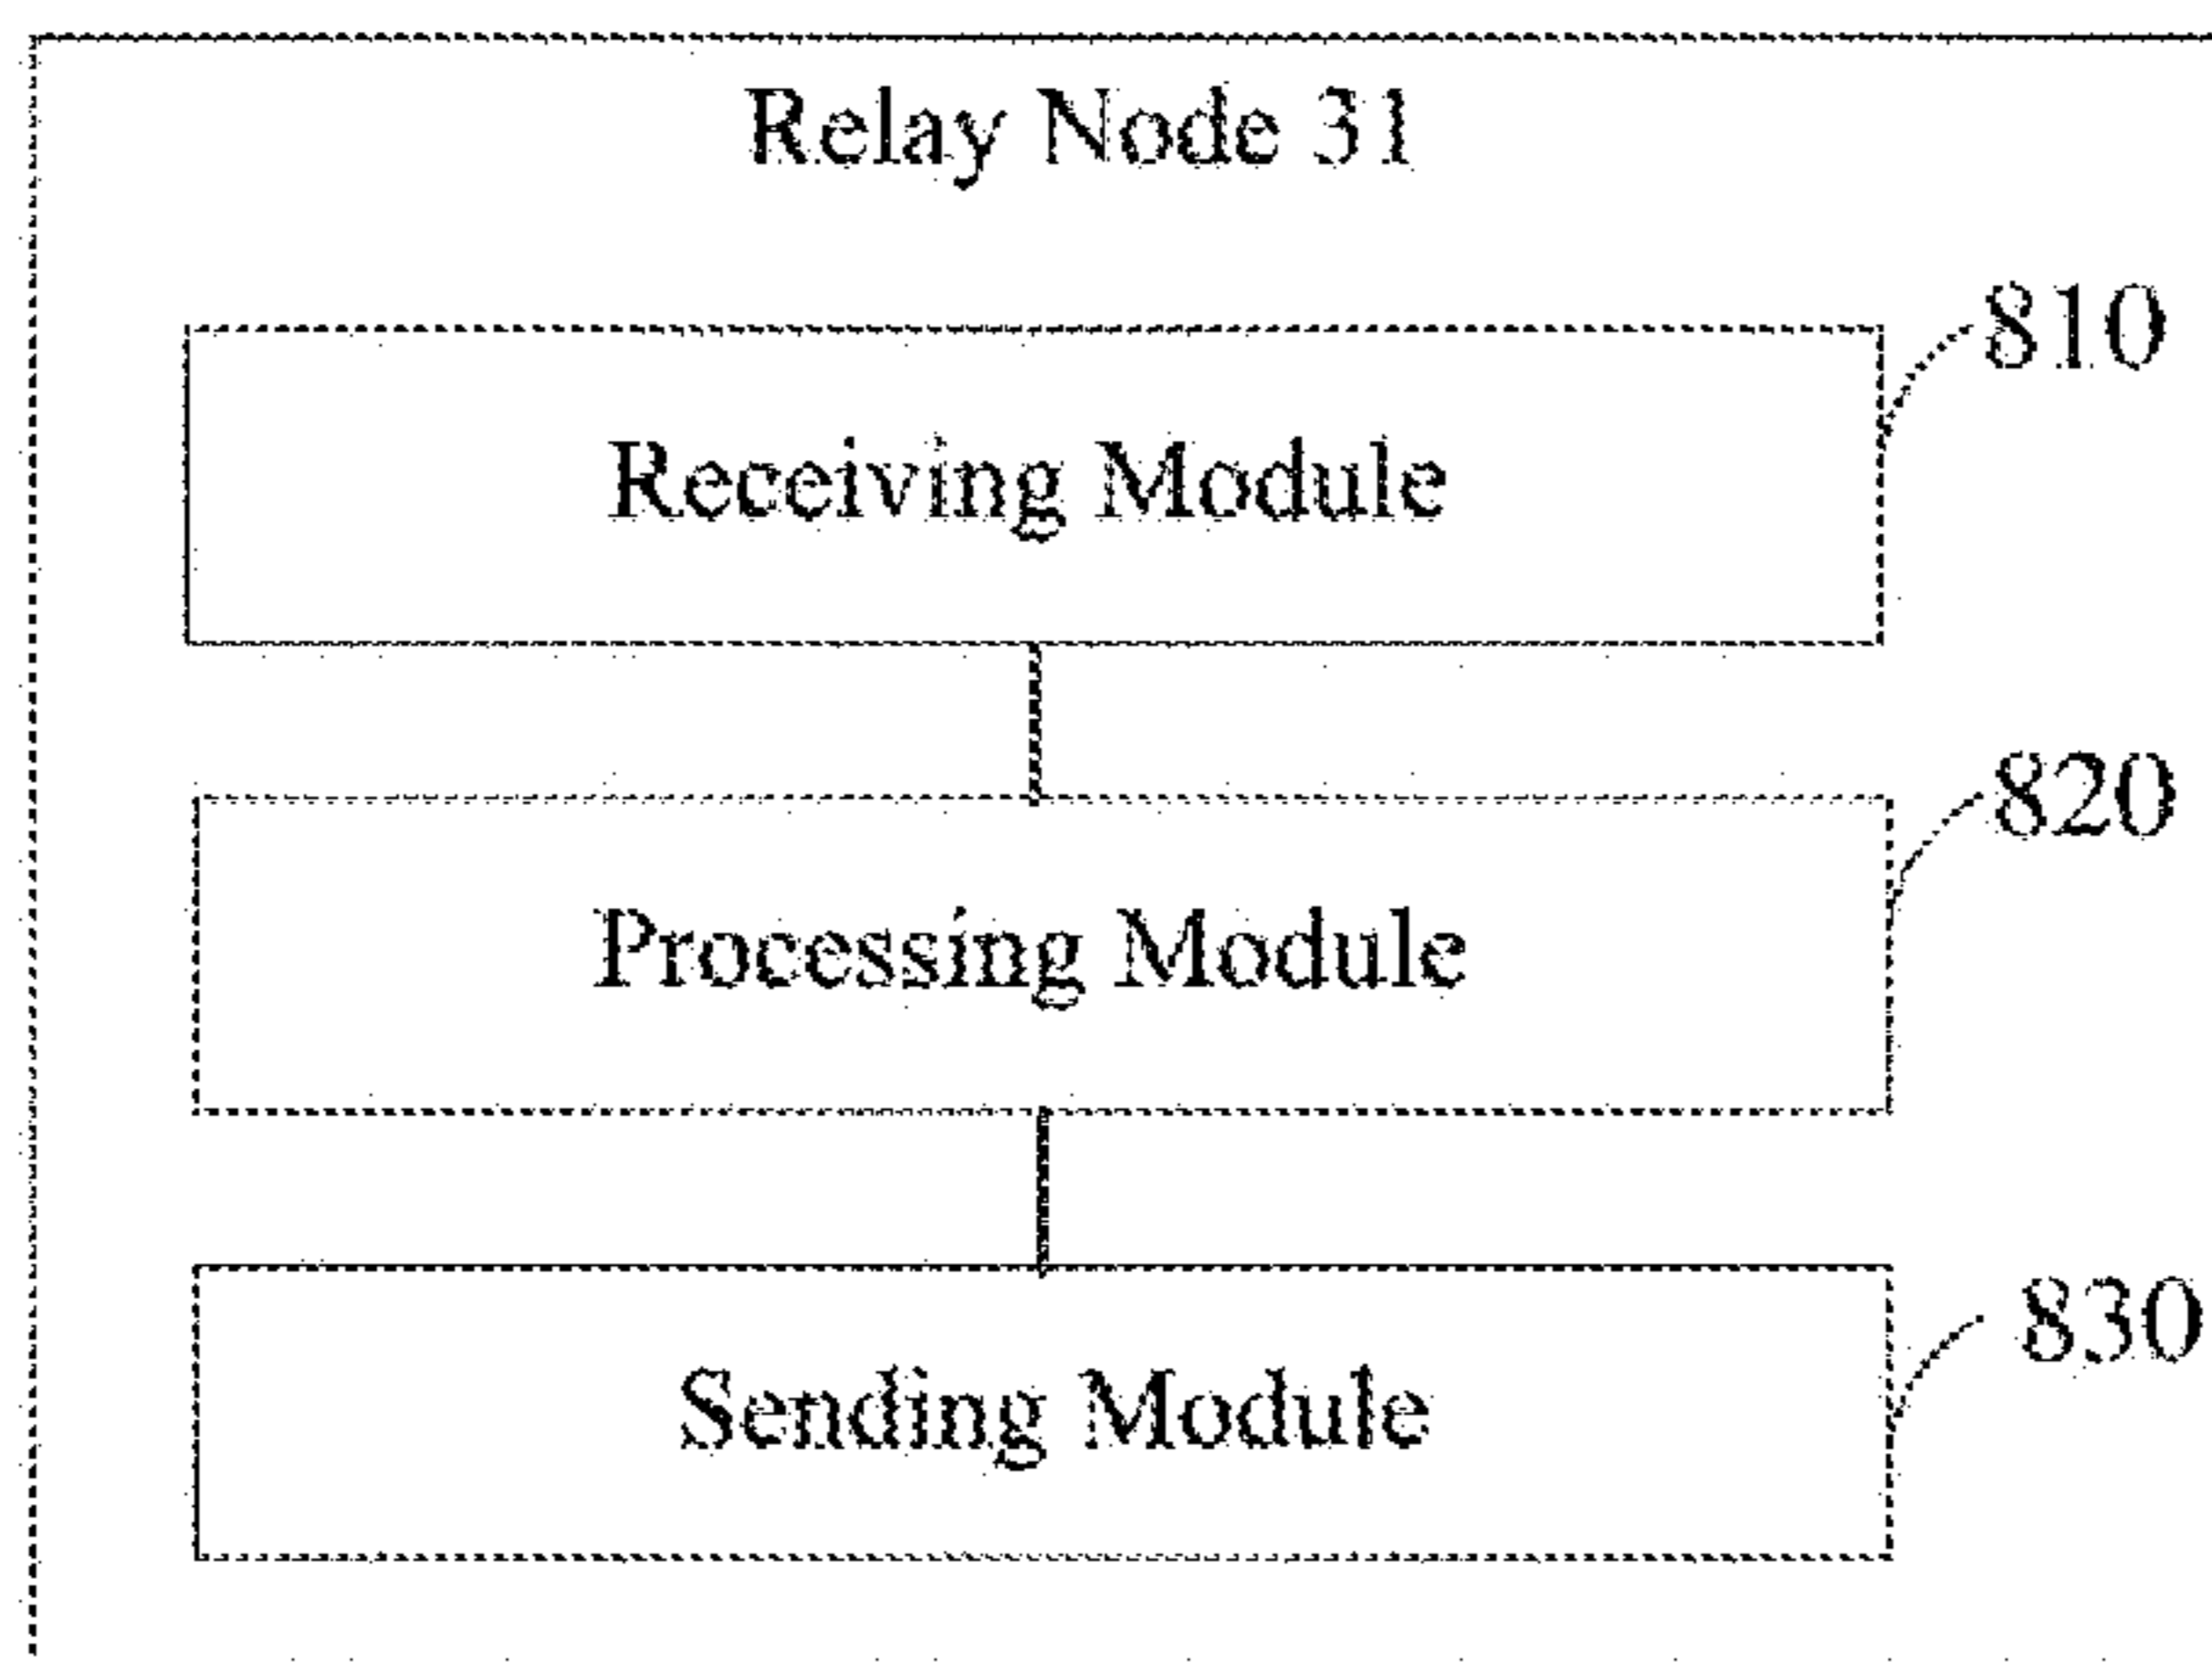 Relay Node 31
810
Receiving Module
820
Processing Module
830
Sending Module